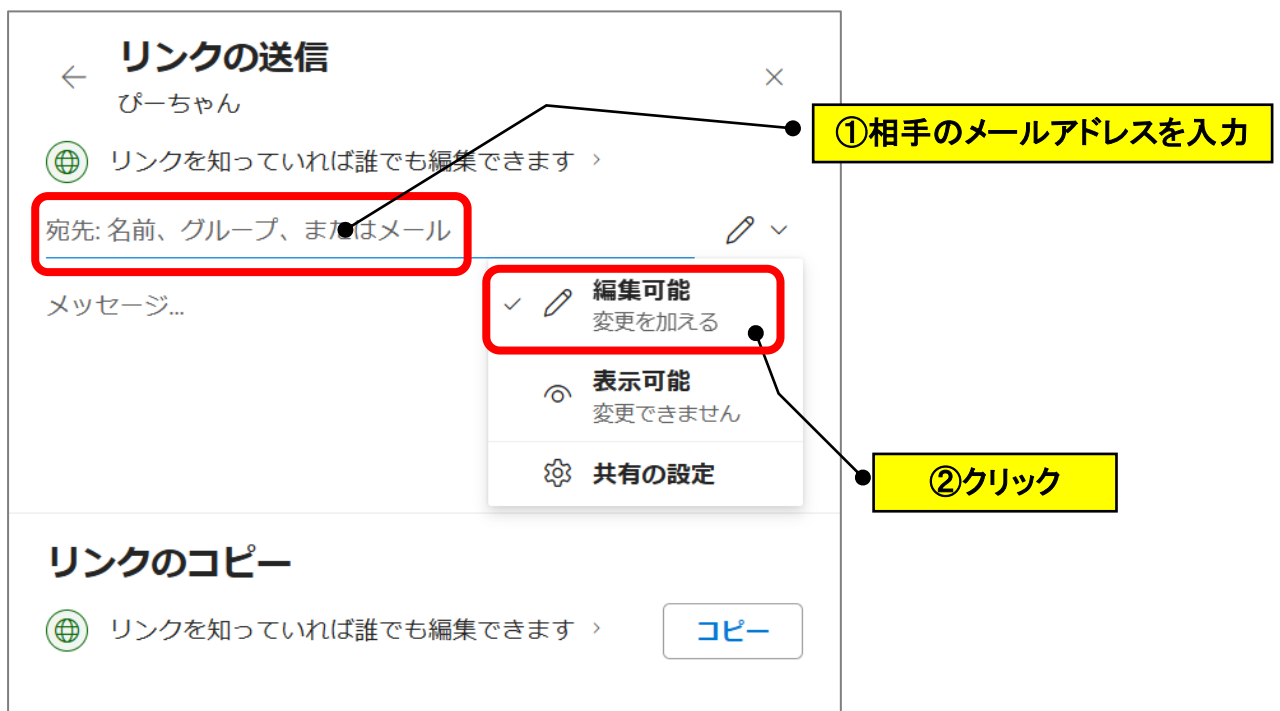 リンクの送信
ぴーちゃん
①相手のメールアドレスを入力
リンクを知っていれば誰でも編集できます
宛先: 名前、グループ、またはメール
メッセージ...
編集可能
変更を加える
表示可能
変更できません
共有の設定
②クリック
リンクのコピー
リンクを知っていれば誰でも編集できます
コピー